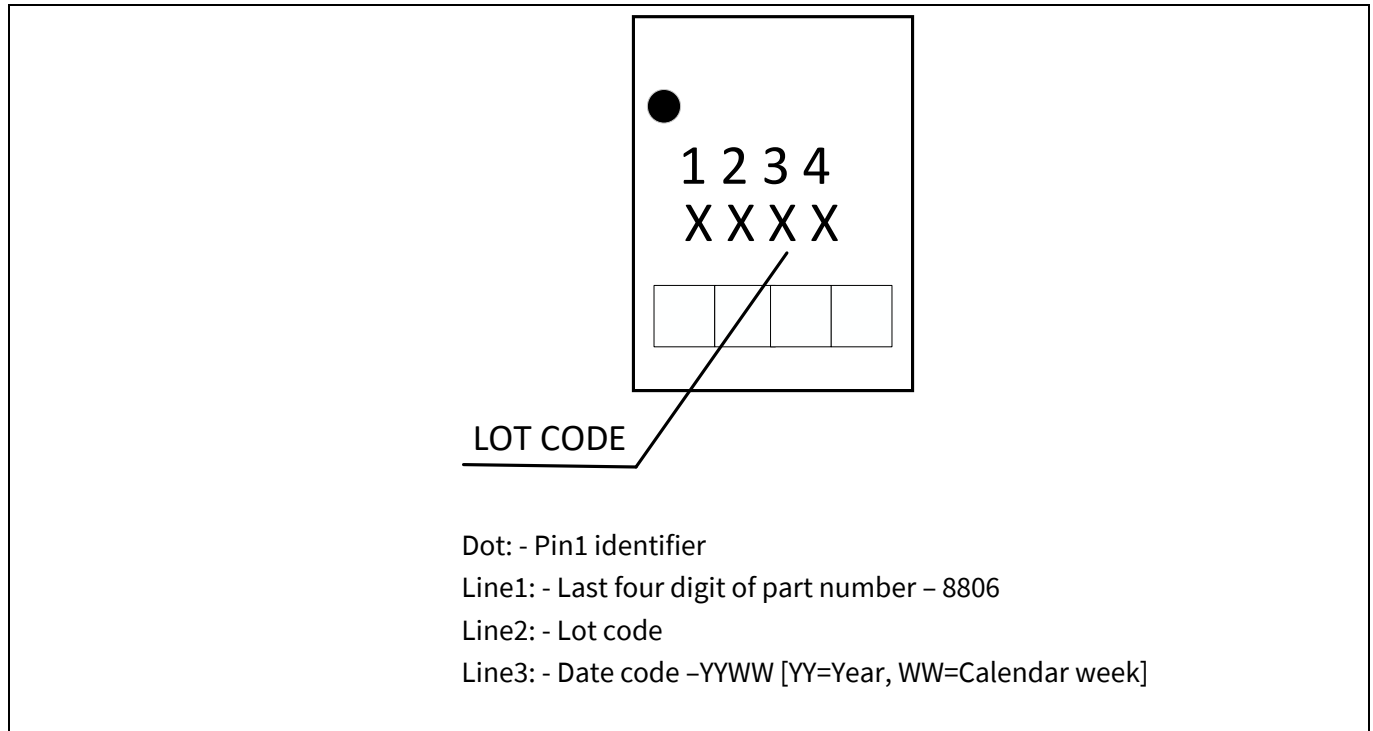 1 2 3 4
X X X X
LOT CODE
Dot: - Pin1 identifier
Line1: - Last four digit of part number – 8806
Line2: - Lot code
Line3: - Date code –YYWW [YY=Year, WW=Calendar week]